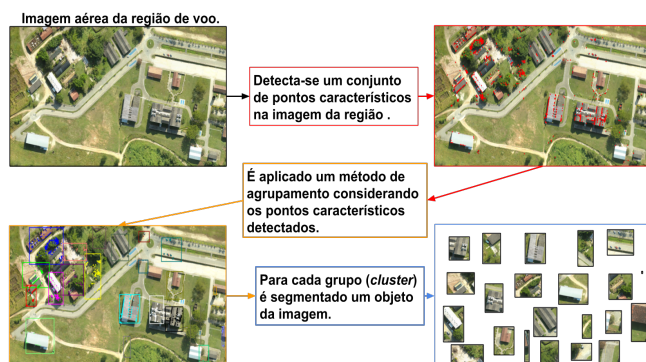 Imagem aérea da região de voo.
Detecta-se um conjunto
de pontos característicos
na imagem da região .
É aplicado um método de
agrupamento considerando
os pontos característicos
detectados.
Para cada grupo (cluster)
é segmentado um objeto
da imagem.